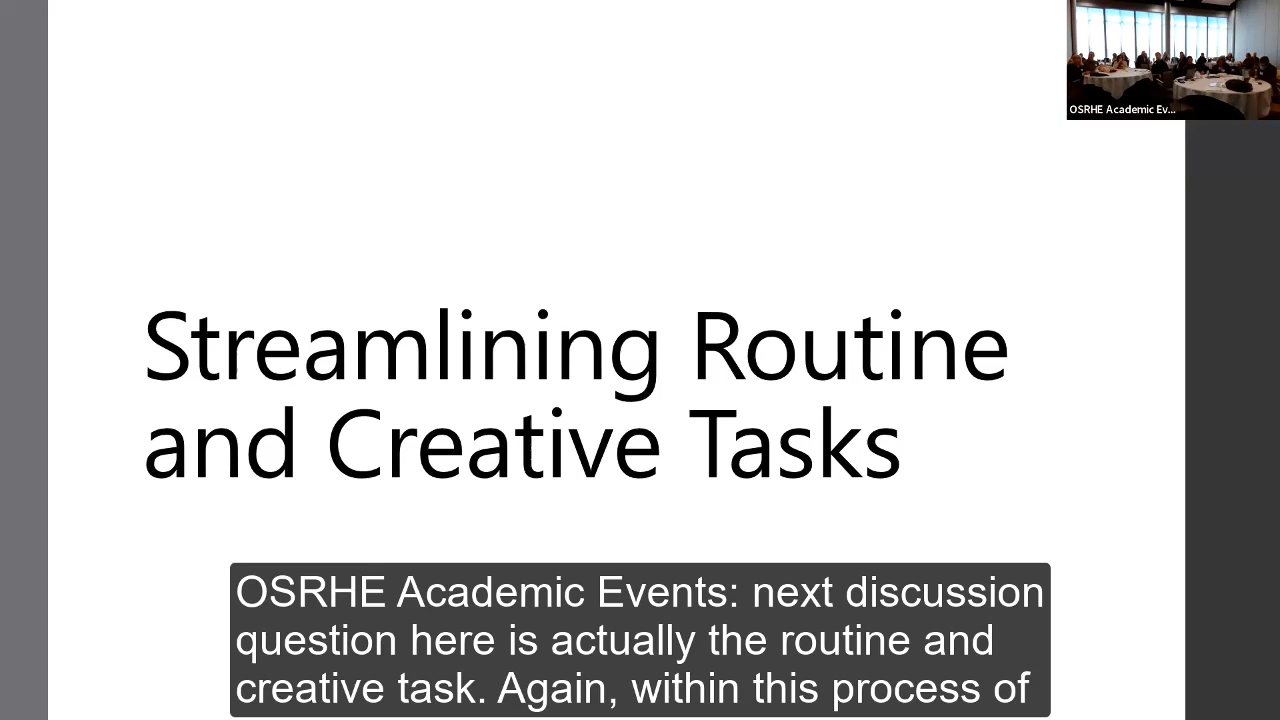 OSRHE Academic Ev...
Streamlining Routine
and Creative Tasks
OSRHE Academic Events: next discussion
question here is actually the routine and
creative task. Again, within this process of